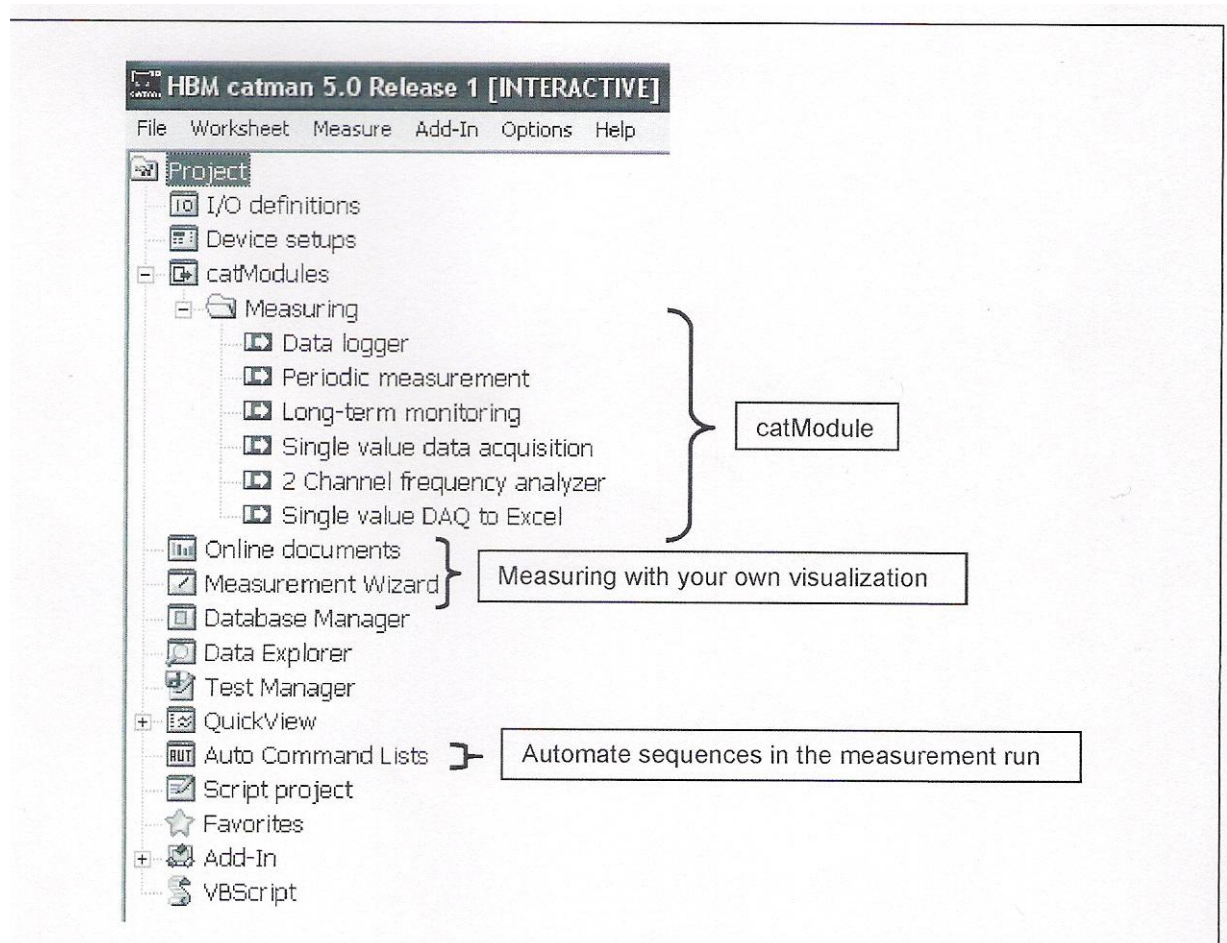 HBM catman 5.0 Release 1 [INTERACTIVE]
File Worksheet Measure Add-In Options Help
Project
I/O definitions
Device setups
catModules
Measuring
Data logger
Periodic measurement
Long-term monitoring
Single value data acquisition
2 Channel frequency analyzer
Single value DAQ to Excel
catModule
Online documents
Measurement Wizard
Measuring with your own visualization
Database Manager
Data Explorer
Test Manager
QuickView
Auto Command Lists
Automate sequences in the measurement run
Script project
Favorites
Add-In
VBScript